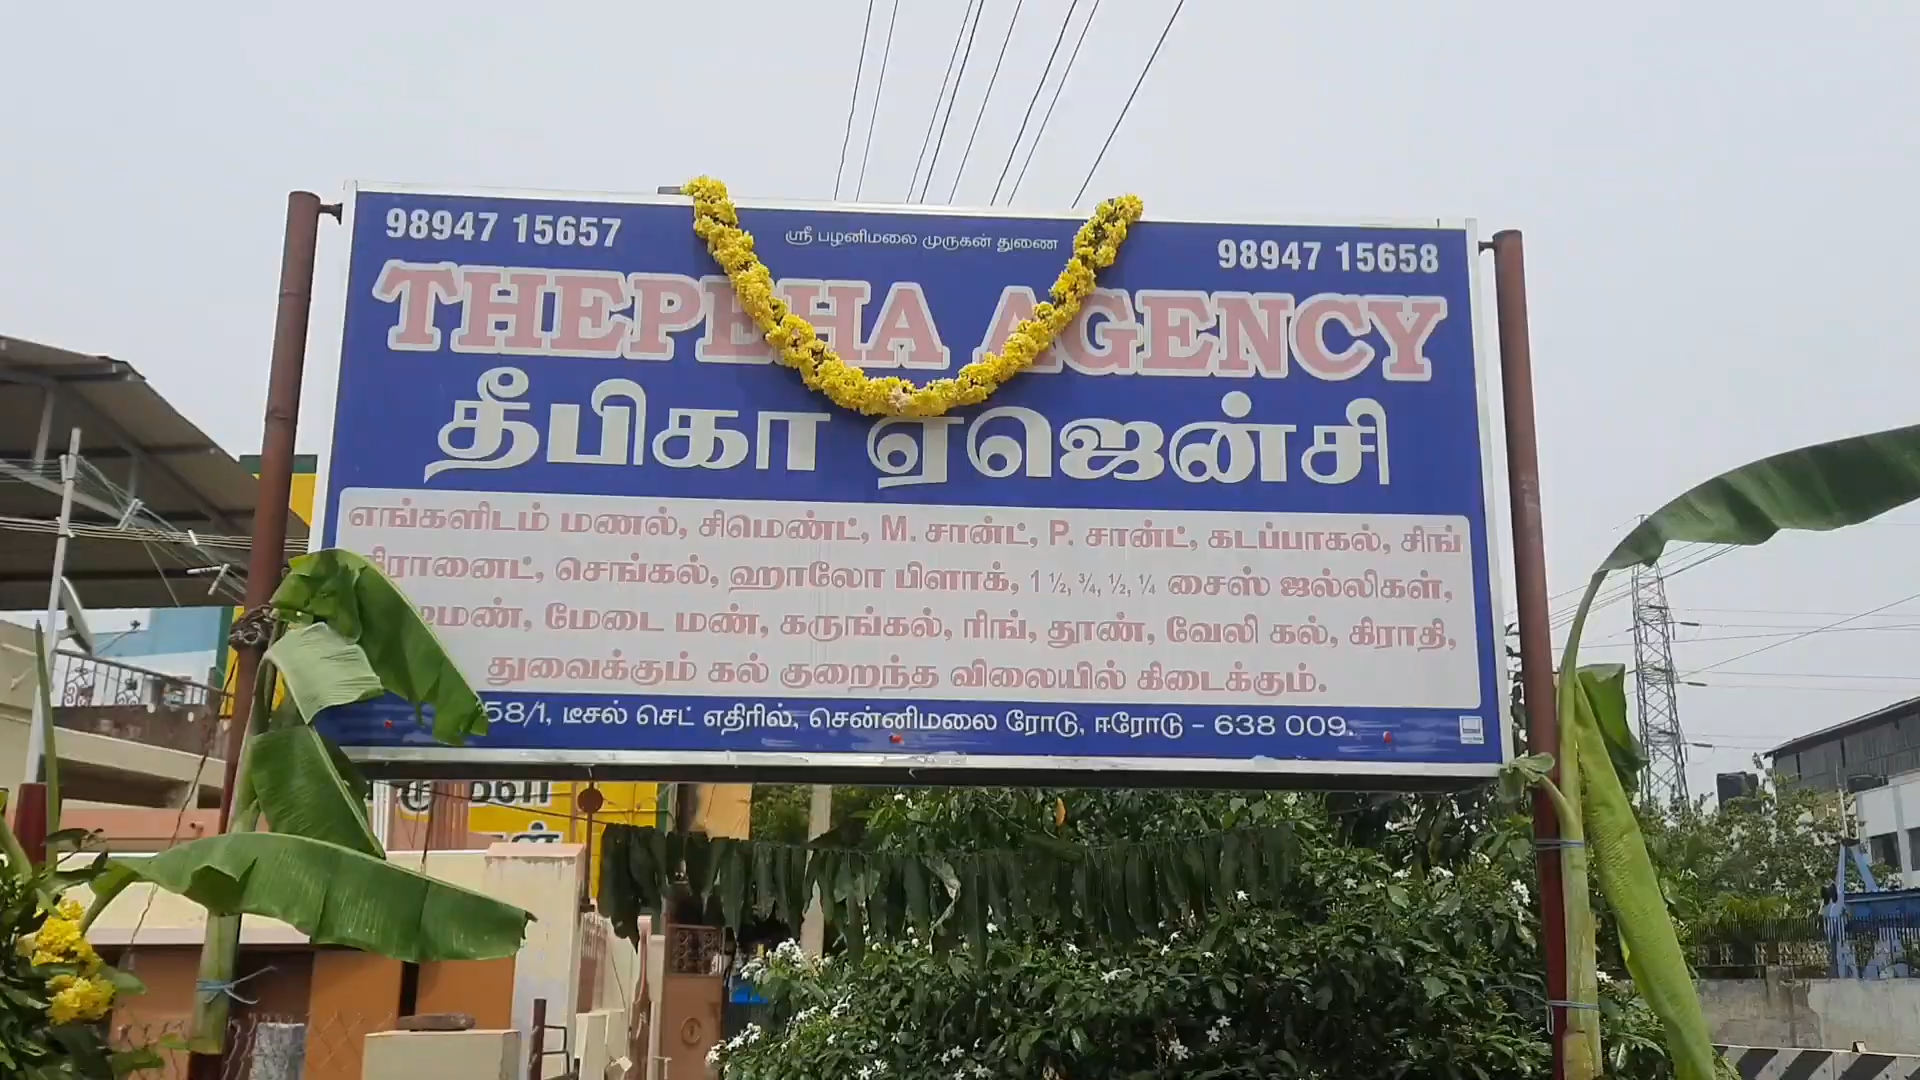 98947 15657
ஸ்ரீ பழனிமலை முருகன் துணை
98947 15658
AGENCY
தீபிகா ஏஜென்சி
எங்களிடம் மணல், சிமெண்ட், M. சான்ட், P. சான்ட், கடப்பாகல், சிங்
செங்கல், ஹாலோ பிளாக், 1 ½, ¾, ½, ¼ சைஸ் ஜல்லிகள்,
மேடை மண், கருங்கல், ரிங், தூண், வேலி கல், கிராதி,
துவைக்கும் கல் குறைந்த விலையில் கிடைக்கும்.
58/1, டீசல் செட் எதிரில், சென்னிமலை ரோடு, ஈரோடு - 638 009.